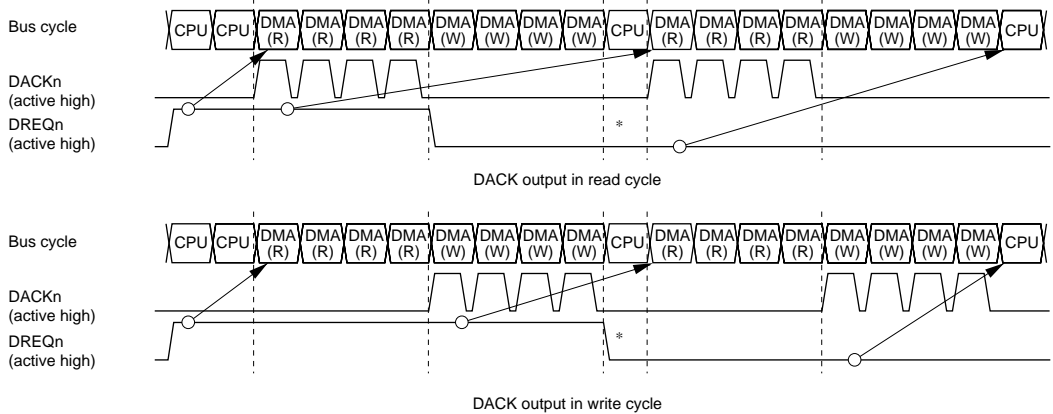 Bus cycle CPU CPU DMA (R) DMA (R) DMA (R) DMA (R) DMA (W) DMA (W) DMA (W) DMA (W) CPU DMA (R) DMA (R) DMA (R) DMA (R) DMA (W) DMA (W) DMA (W) DMA (W) CPU
DACKn
(active high)
DREQn *
(active high)
DACK output in read cycle
Bus cycle CPU CPU DMA (R) DMA (R) DMA (R) DMA (R) DMA (W) DMA (W) DMA (W) DMA (W) CPU DMA (R) DMA (R) DMA (R) DMA (R) DMA (W) DMA (W) DMA (W) DMA (W) CPU
DACKn
(active high)
DREQn *
(active high)
DACK output in write cycle